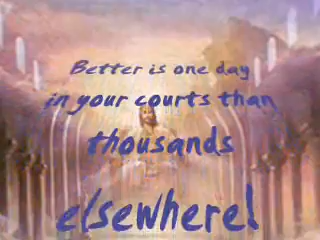 Better is one day
in your courts than
thousands
elsewhere!